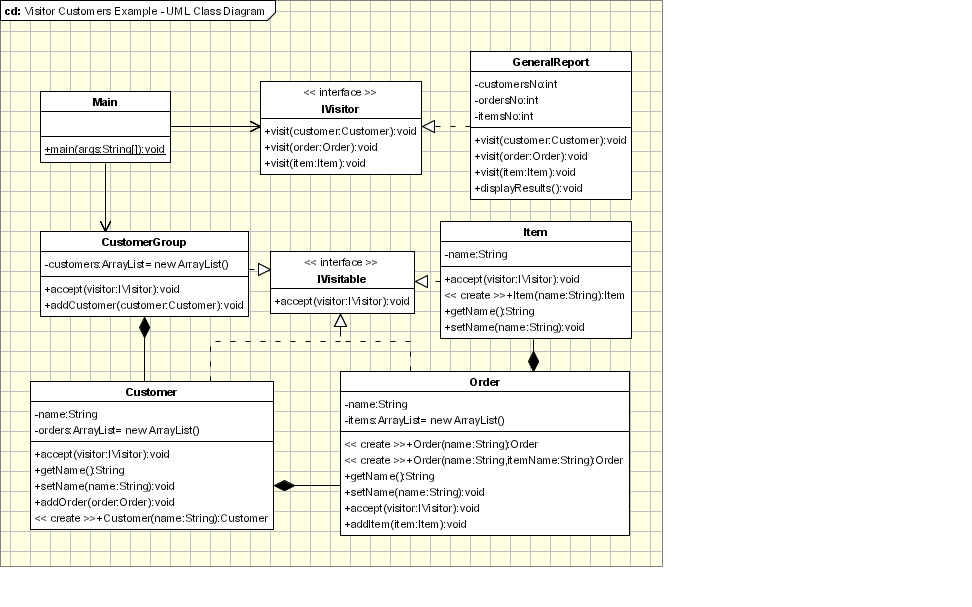 cd: Visitor Customers Example - UML Class Diagram
Main
+main(args:String[]):void
<< interface >>
IVisitor
+visit(customer:Customer):void
+visit(order:Order):void
+visit(item:Item):void
GeneralReport
-customersNo:int
-ordersNo:int
-itemsNo:int
+visit(customer:Customer):void
+visit(order:Order):void
+visit(item:Item):void
+displayResults():void
CustomerGroup
-customers:ArrayList= new ArrayList()
+accept(visitor:IVisitor):void
+addCustomer(customer:Customer):void
<< interface >>
IVisitable
+accept(visitor:IVisitor):void
Item
-name:String
+accept(visitor:IVisitor):void
<< create >>+Item(name:String):Item
+getName():String
+setName(name:String):void
Customer
-name:String
-orders:ArrayList= new ArrayList()
+accept(visitor:IVisitor):void
+getName():String
+setName(name:String):void
+addOrder(order:Order):void
<< create >>+Customer(name:String):Customer
Order
-name:String
-items:ArrayList= new ArrayList()
<< create >>+Order(name:String):Order
<< create >>+Order(name:String,itemName:String):Order
+getName():String
+setName(name:String):void
+accept(visitor:IVisitor):void
+addItem(item:Item):void